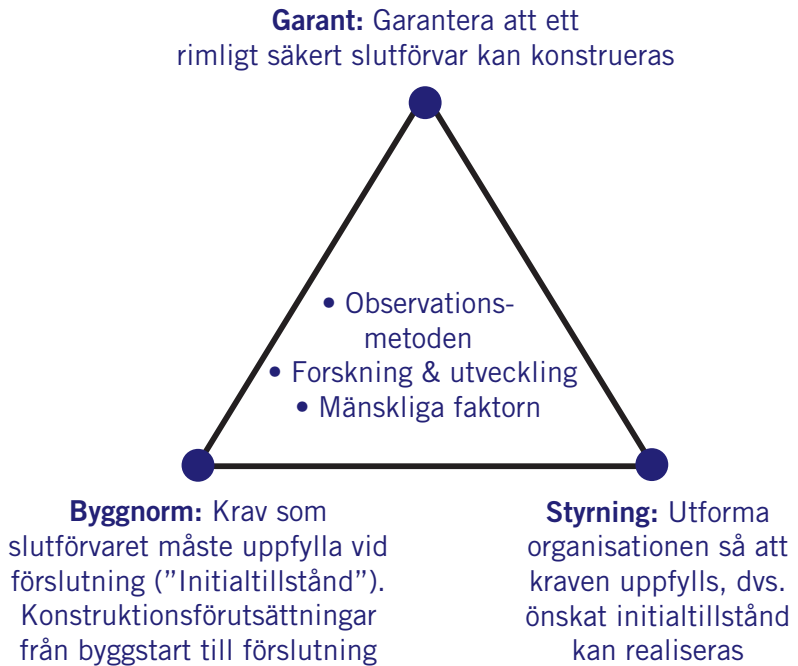 Garant: Garantera att ett
rimligt säkert slutförvar kan konstrueras
• Observations-
metoden
• Forskning & utveckling
• Mänskliga faktorn
Byggnorm: Krav som
slutförvaret måste uppfylla vid
förslutning (”Initialtillstånd”).
Konstruktionsförutsättningar
från byggstart till förslutning
Styrning: Utforma
organisationen så att
kraven uppfylls, dvs.
önskat initialtillstånd
kan realiseras